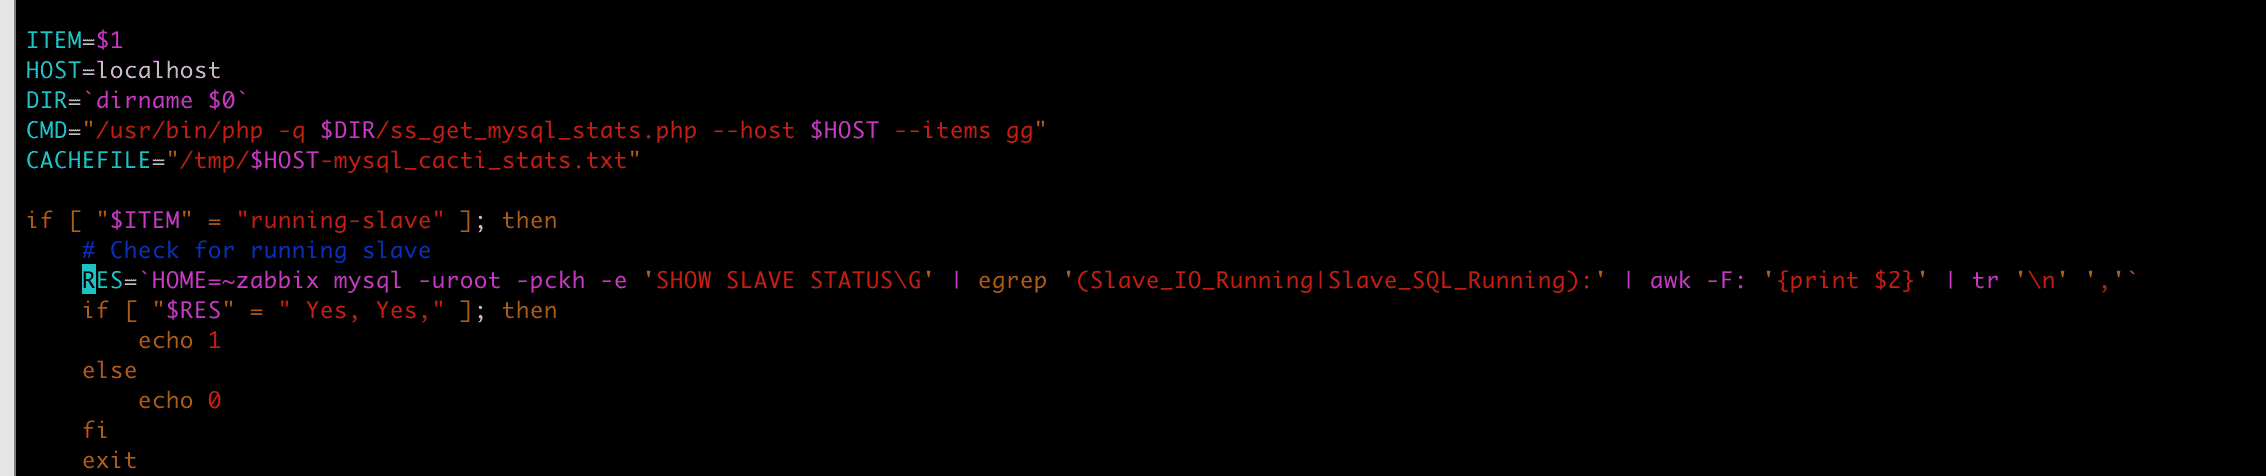 ITEM=$1
HOST=localhost
DIR=`dirname $0`
CMD="/usr/bin/php -q $DIR/ss_get_mysql_stats.php --host $HOST --items gg"
CACHEFILE="/tmp/$HOST-mysql_cacti_stats.txt"
if [ "$ITEM" = "running-slave" ]; then
# Check for running slave
RES=`HOME=~zabbix mysql -uroot -pckh -e 'SHOW SLAVE STATUS\G' | egrep '(Slave_IO_Running|Slave_SQL_Running):' | awk -F: '{print $2}' | tr '\n' ','`
if [ "$RES" = " Yes, Yes," ]; then
echo 1
else
echo 0
fi
exit